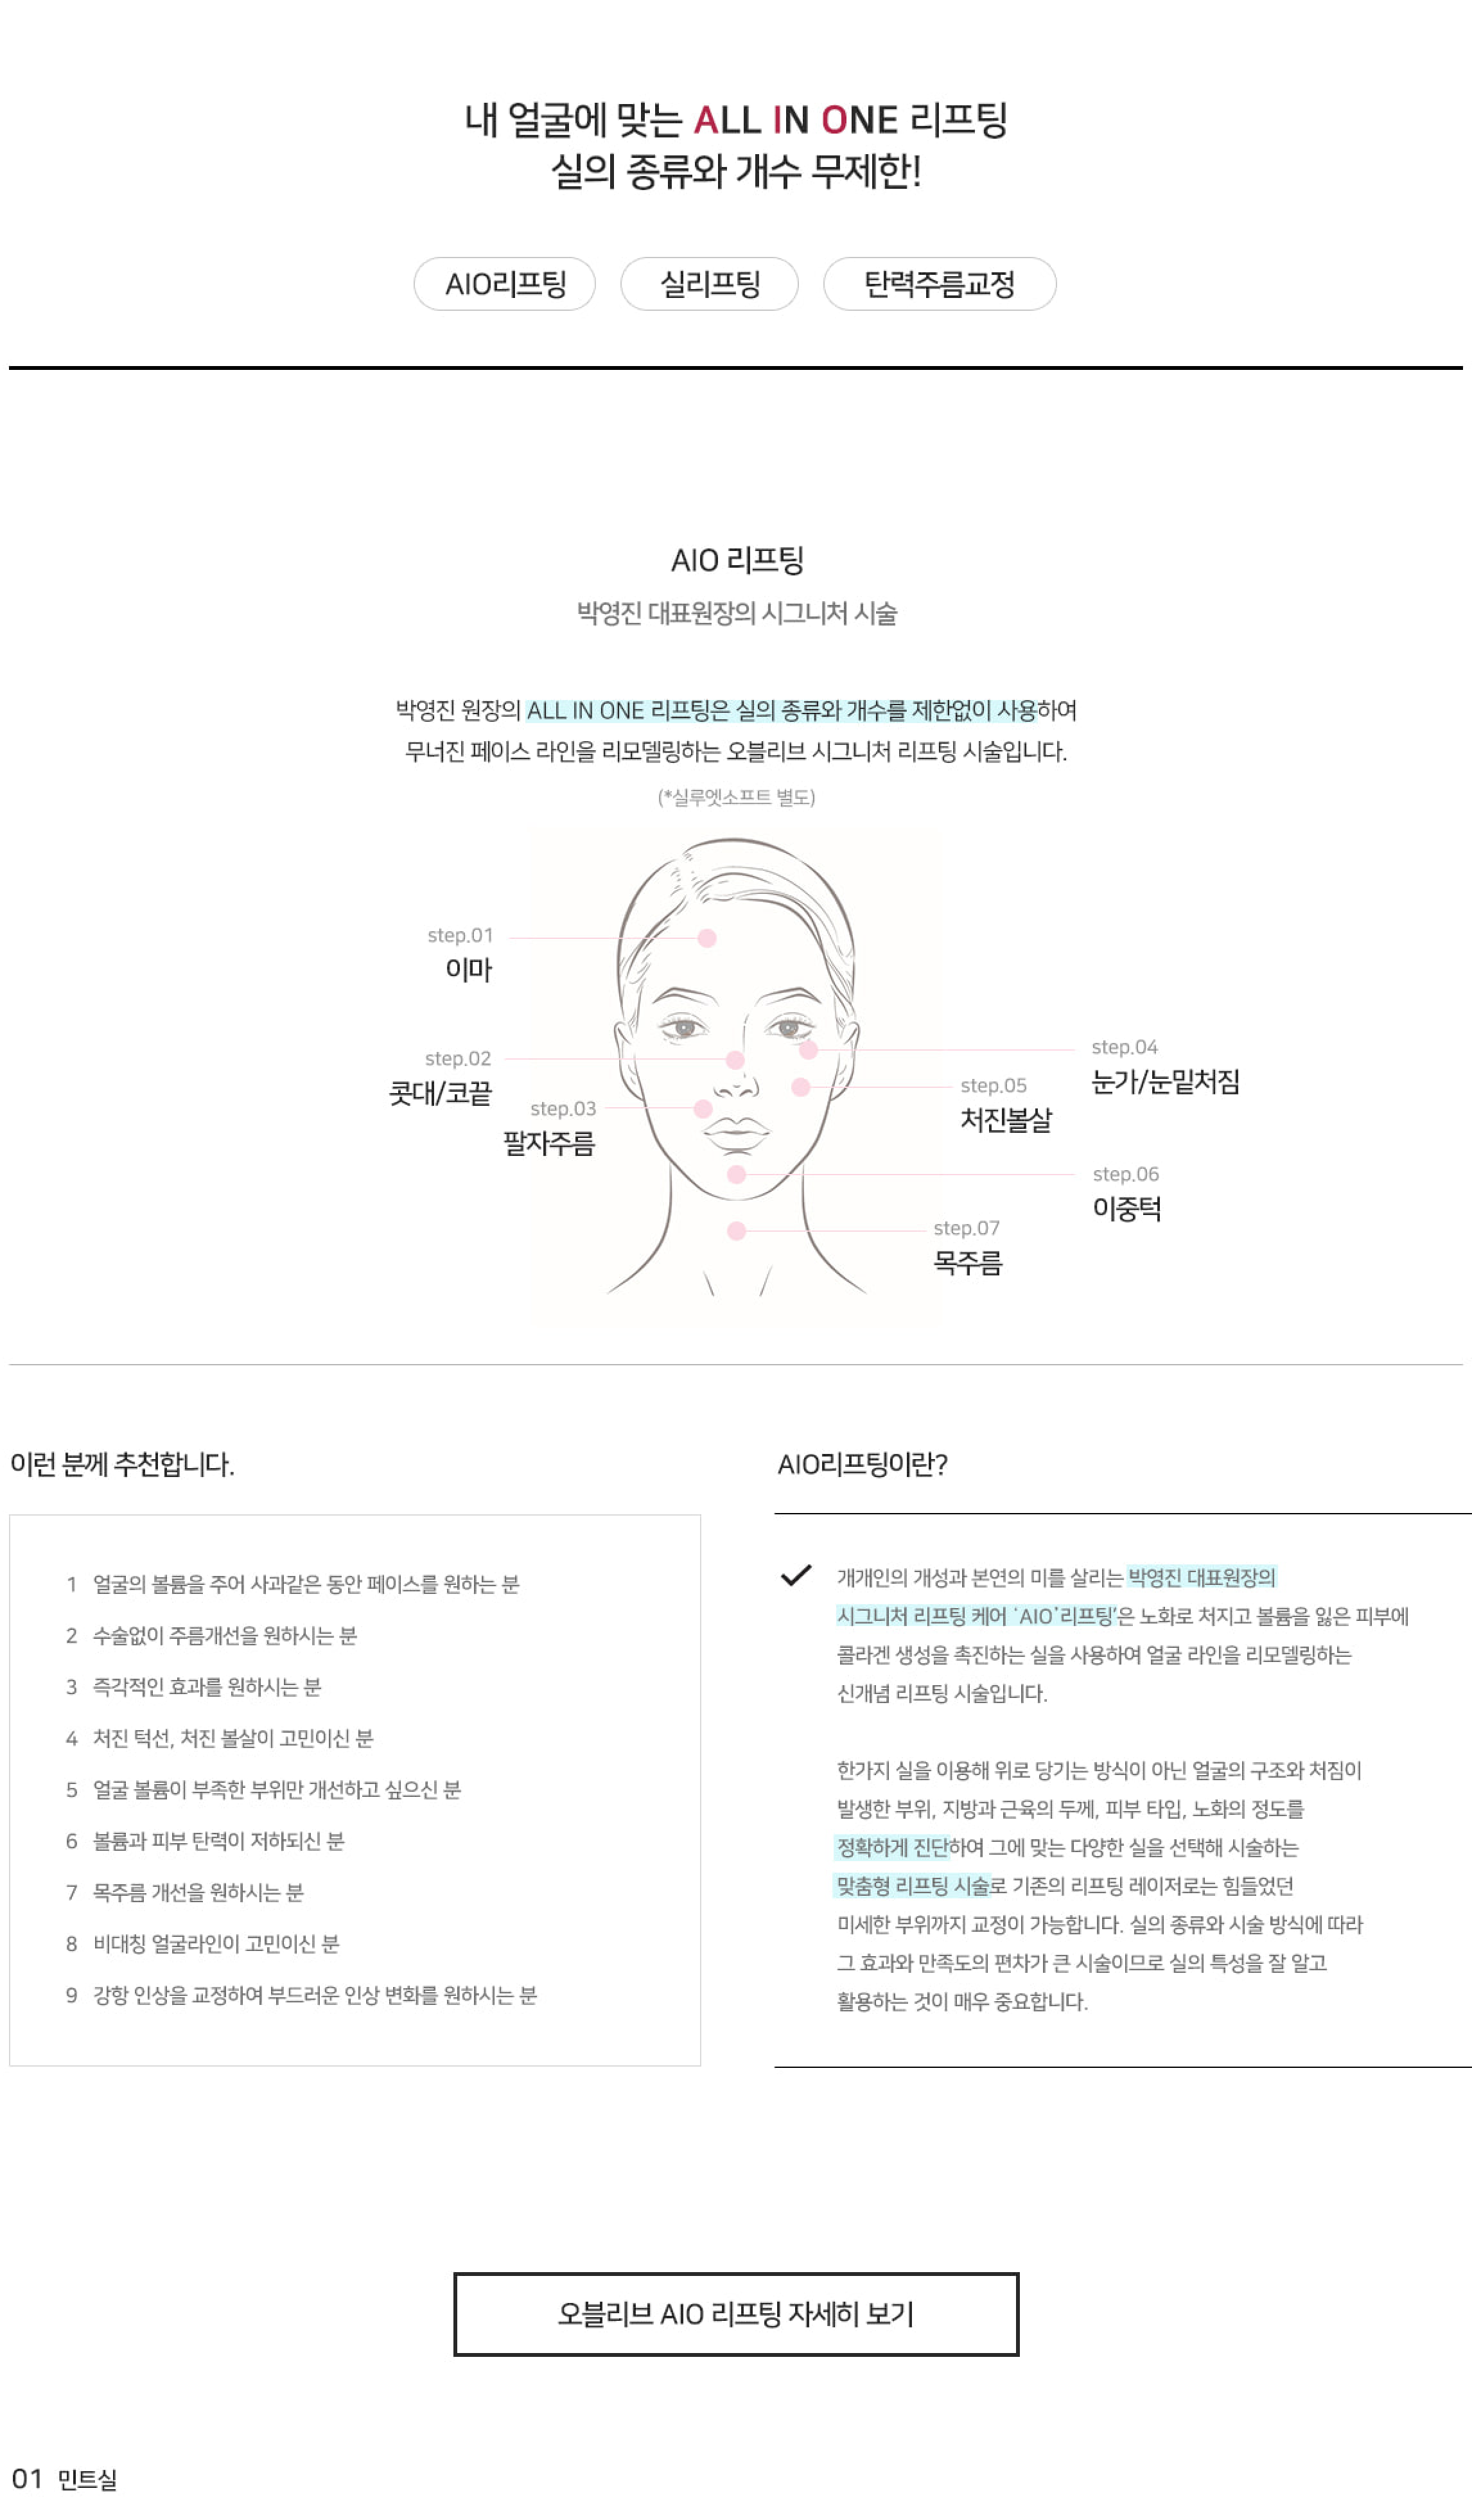 내 얼굴에 맞는 ALL IN ONE 리프팅
실의 종류와 개수 무제한!
AIO리프팅
실리프팅
탄력주름교정
AIO 리프팅
박영진 대표원장의 시그니처 시술
박영진 원장의 ALL IN ONE 리프팅은 실의 종류와 개수를 제한없이 사용하여
무너진 페이스 라인을 리모델링하는 오블리브 시그니처 리프팅 시술입니다.
(*실루엣소프트 별도)
step.01
이마
step.02
콧대/코끝
step.03
팔자주름
step.04
눈가/눈밑처짐
step.05
처진볼살
step.06
이중턱
step.07
목주름
이런 분께 추천합니다.
1 얼굴의 볼륨을 주어 사과같은 동안 페이스를 원하는 분
2 수술없이 주름개선을 원하시는 분
3 즉각적인 효과를 원하시는 분
4 처진 턱선, 처진 볼살이 고민이신 분
5 얼굴 볼륨이 부족한 부위만 개선하고 싶으신 분
6 볼륨과 피부 탄력이 저하되신 분
7 목주름 개선을 원하시는 분
8 비대칭 얼굴라인이 고민이신 분
9 강항 인상을 교정하여 부드러운 인상 변화를 원하시는 분
AIO리프팅이란?
개개인의 개성과 본연의 미를 살리는 박영진 대표원장의
시그니처 리프팅 케어 'AIO'리프팅'은 노화로 처지고 볼륨을 잃은 피부에
콜라겐 생성을 촉진하는 실을 사용하여 얼굴 라인을 리모델링하는
신개념 리프팅 시술입니다.
한가지 실을 이용해 위로 당기는 방식이 아닌 얼굴의 구조와 처짐이
발생한 부위, 지방과 근육의 두께, 피부 타입, 노화의 정도를
정확하게 진단하여 그에 맞는 다양한 실을 선택해 시술하는
맞춤형 리프팅 시술로 기존의 리프팅 레이저로는 힘들었던
미세한 부위까지 교정이 가능합니다. 실의 종류와 시술 방식에 따라
그 효과와 만족도의 편차가 큰 시술이므로 실의 특성을 잘 알고
활용하는 것이 매우 중요합니다.
오블리브 AIO 리프팅 자세히 보기
01 민트실